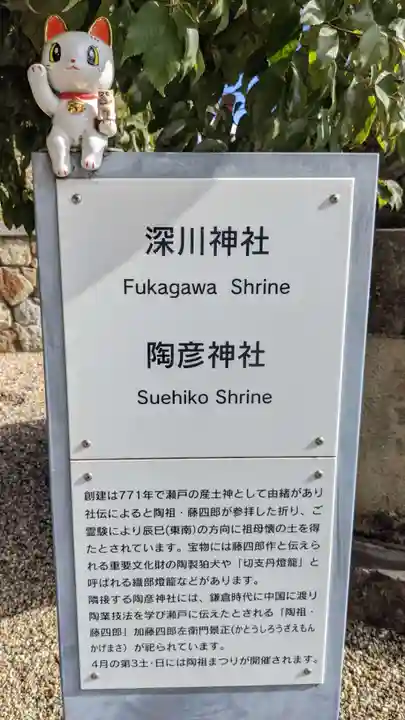 深川神社
Fukagawa Shrine
陶彦神社
Suehiko Shrine
創建は771年で瀬戸の産土神として由緒があり
社伝によると陶祖・藤四郎が参拝した折り、ご
霊験により辰巳(東南)の方向に祖母懐の土を得
たとされています。宝物には藤四郎作と伝えら
れる重要文化財の陶製狛犬や「切支丹燈籠」と
呼ばれる織部燈籠などがあります。
隣接する陶彦神社には、鎌倉時代に中国に渡り
陶業技法を学び瀬戸に伝えたとされる「陶祖・
藤四郎」加藤四郎左衛門景正(かとうしろうざえもん
かげまさ）が祀られています。
4月の第3土・日には陶祖まつりが開催されます。